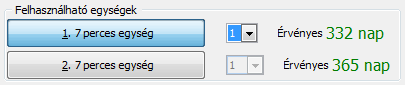 Felhasználható egységek
1. 7 perces egység 1 Érvényes 332 nap
2. 7 perces egység 1 Érvényes 365 nap